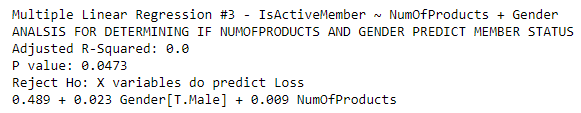 Multiple Linear Regression #3 - IsActiveMember ~ NumOfProducts + Gender
ANALSIS FOR DETERMINING IF NUMOFPRODUCTS AND GENDER PREDICT MEMBER STATUS
Adjusted R-Squared: 0.0
P value: 0.0473
Reject Ho: X variables do predict Loss
0.489 + 0.023 Gender[T.Male] + 0.009 NumOfProducts